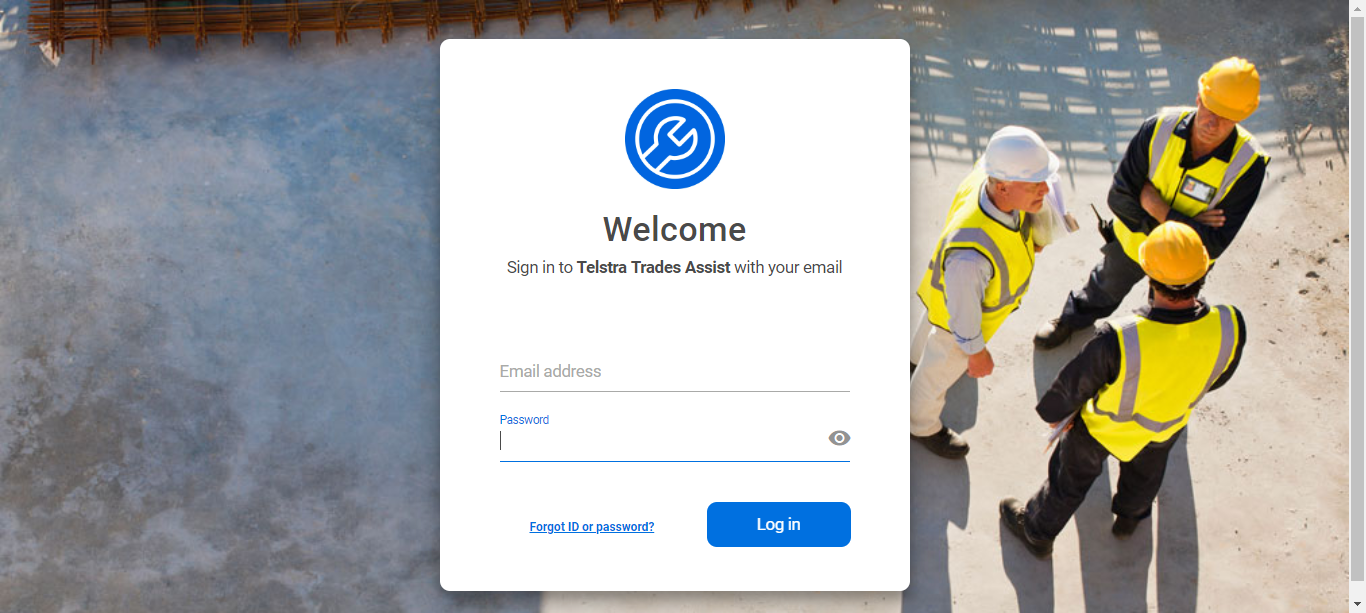 Welcome
Sign in to Telstra Trades Assist with your email
Email address
Password
Forgot ID or password?
Log in